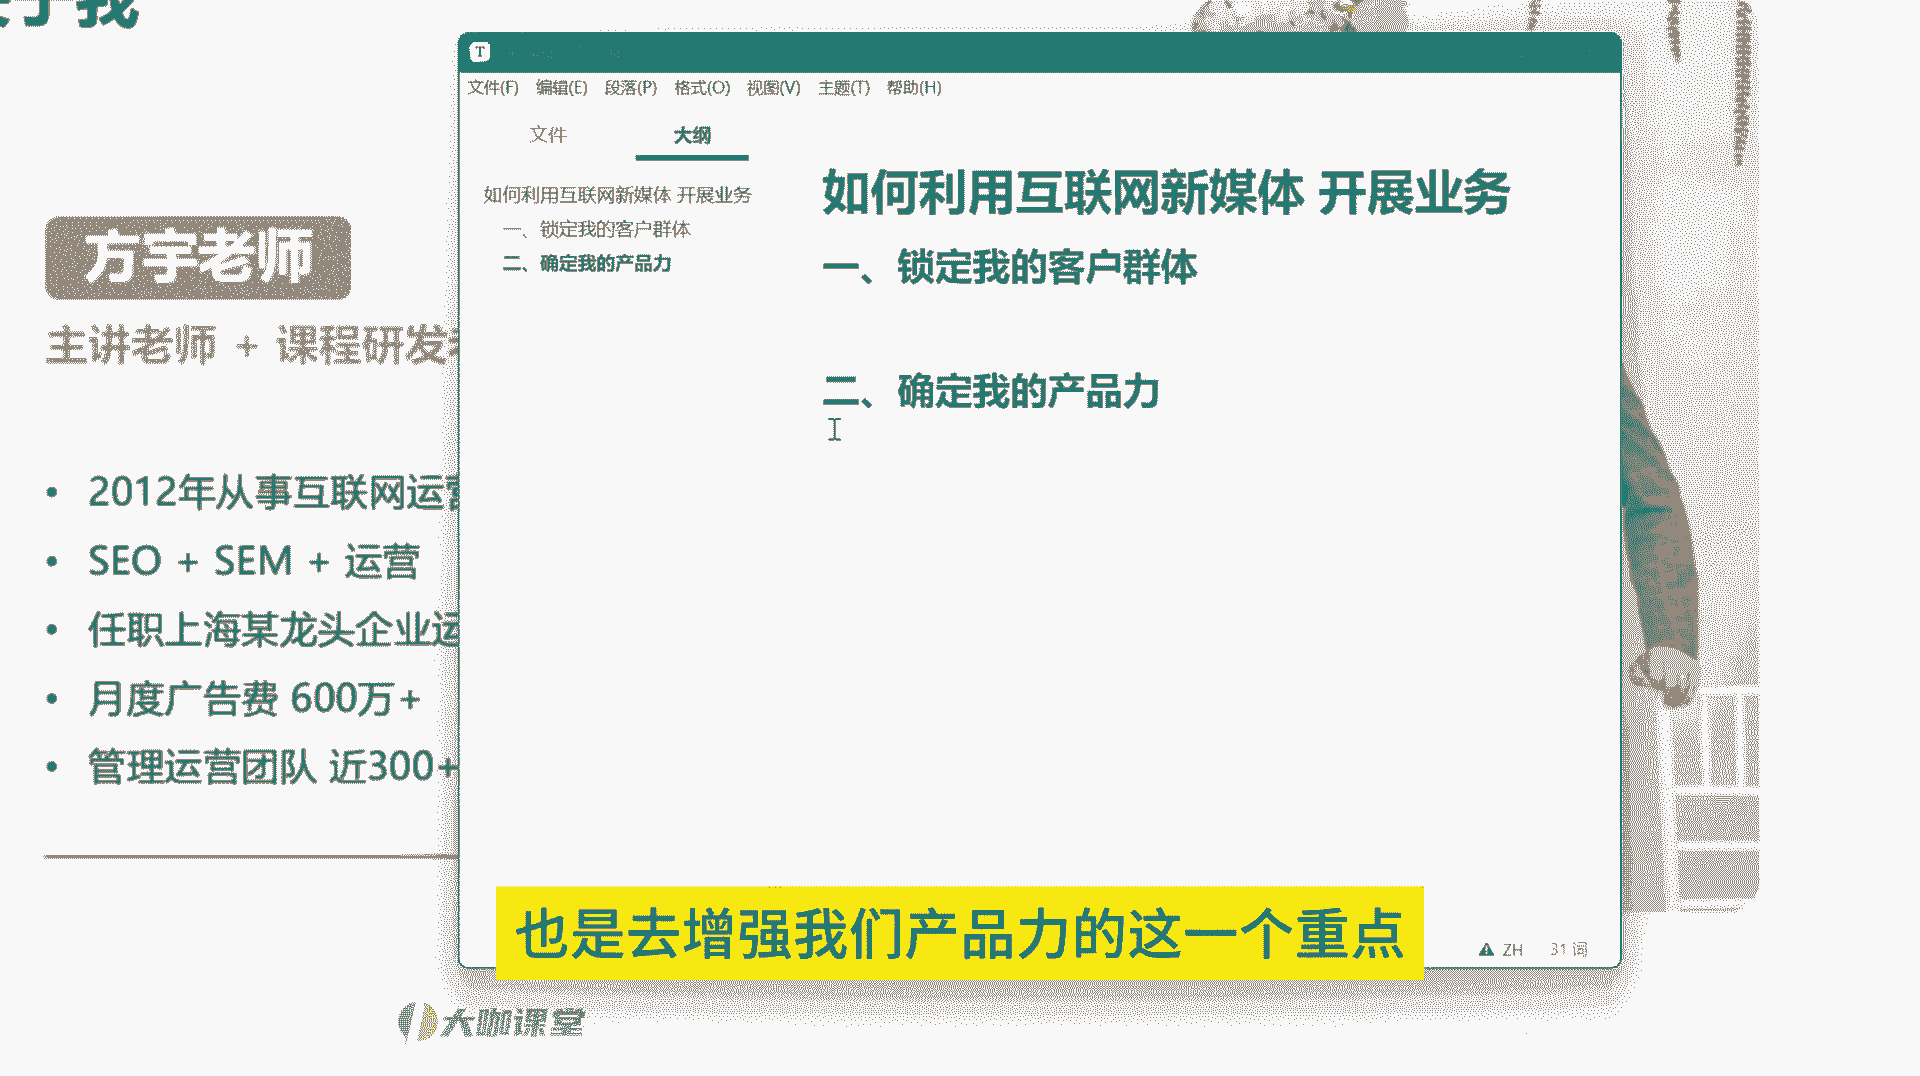 我
方宇老师
主讲老师 + 课程研发
2012年从事互联网运营
SEO + SEM + 运营
任职上海某龙头企业运
月度广告费 600万+
管理运营团队 近300+
T
文件(F) 编辑(E) 段落(P) 格式(O) 视图(V) 主题(T) 帮助(H)
文件 大纲
如何利用互联网新媒体 开展业务
一、锁定我的客户群体
二、确定我的产品力
如何利用互联网新媒体 开展业务
一、锁定我的客户群体
二、确定我的产品力
也是去增强我们产品力的这一个重点
ZH 31 词
大咖课堂